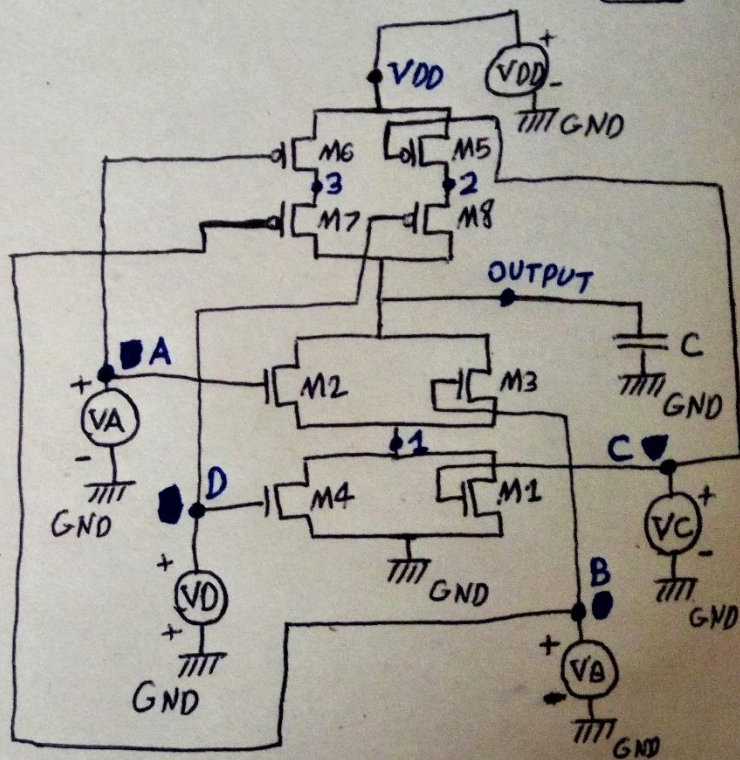 VDD
+
VDD
-
GND
M6
M5
3
2
M7
M8
OUTPUT
C
GND
A
+
VA
-
GND
M2
M3
1
C
+
VC
-
GND
D
M4
M1
GND
+
VD
+
GND
B
+
VB
-
GND